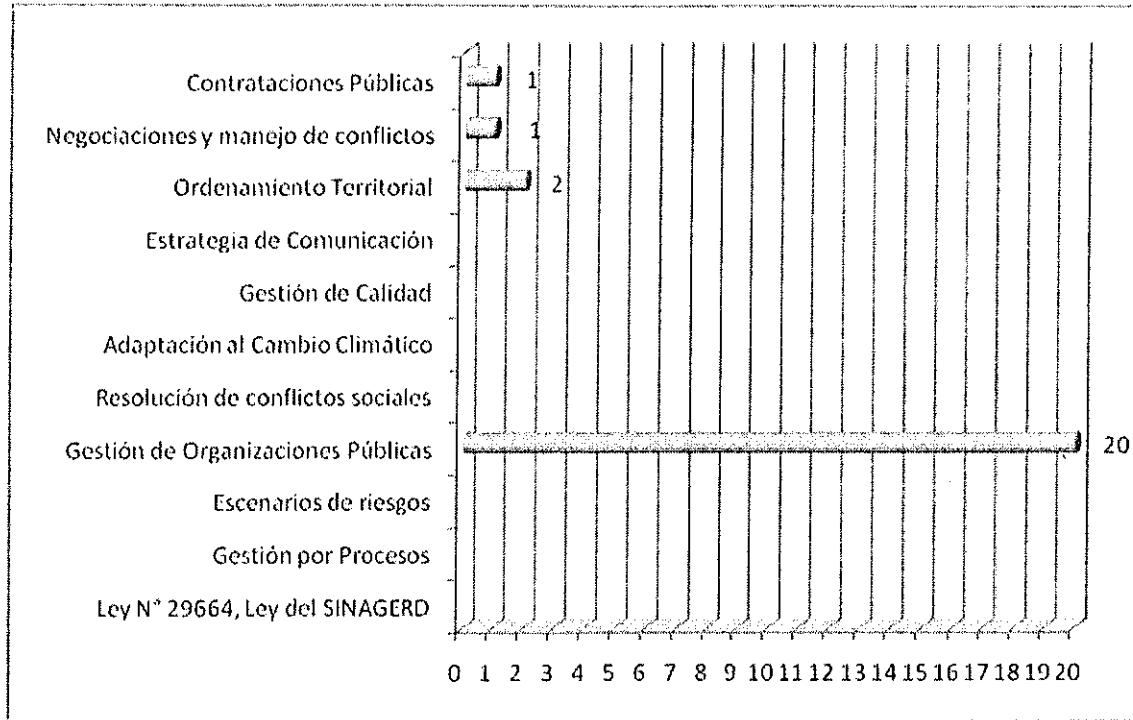 Contrataciones Públicas 1
Negociaciones y manejo de conflictos 1
Ordenamiento Territorial 2
Estrategia de Comunicación
Gestión de Calidad
Adaptación al Cambio Climático
Resolución de conflictos sociales
Gestión de Organizaciones Públicas 20
Escenarios de riesgos
Gestión por Procesos
Ley N° 29664, Ley del SINAGERD
0 1 2 3 4 5 6 7 8 9 10 11 12 13 14 15 16 17 18 19 20